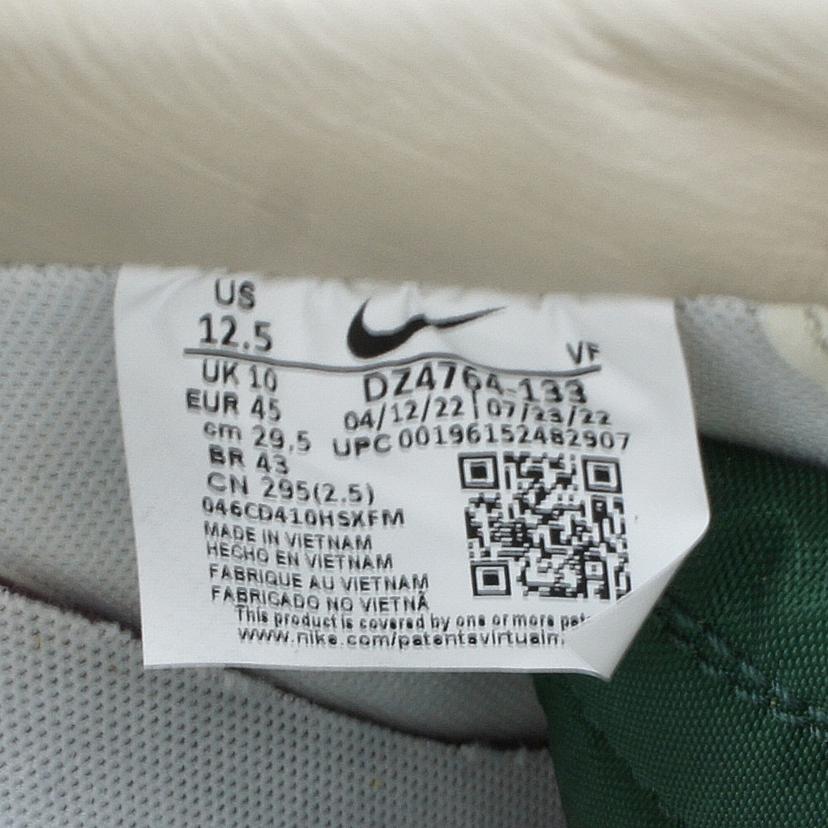 US
12.5
VF
UK 10
DZ4764-133
EUR 45
04/12/22 | 07/23/22
cm 29,5
UPC 00196152482907
BR 43
CN 295(2.5)
046CD410HSXFM
MADE IN VIETNAM
HECHO EN VIETNAM
FABRIQUE AU VIETNAM
FABRICADO NO VIETNÃ
This product is covered by one or more
www.nike.com/patentsvirtualm